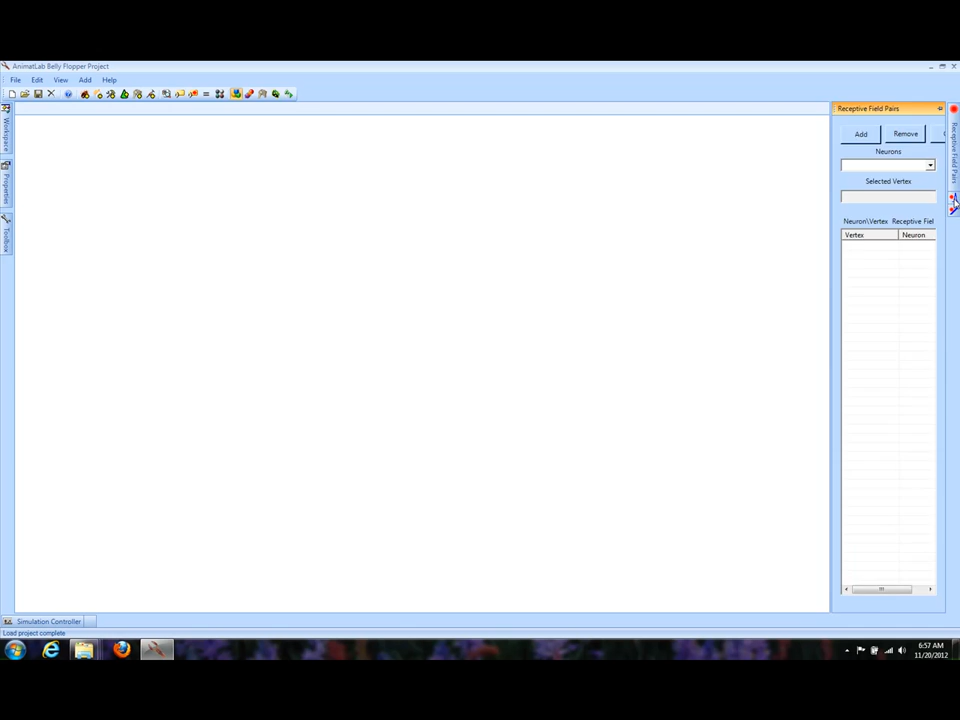 AnimatLab Belly Flopper Project
File Edit View Add Help
Workspace
Properties
Toolbox
Receptive Field Pairs
Add Remove
Neurons
Selected Vertex
Neuron\Vertex Receptive Fiel
Vertex Neuron
Receptive Field Pairs
Simulation Controller
Load project complete
6:57 AM
11/20/2012